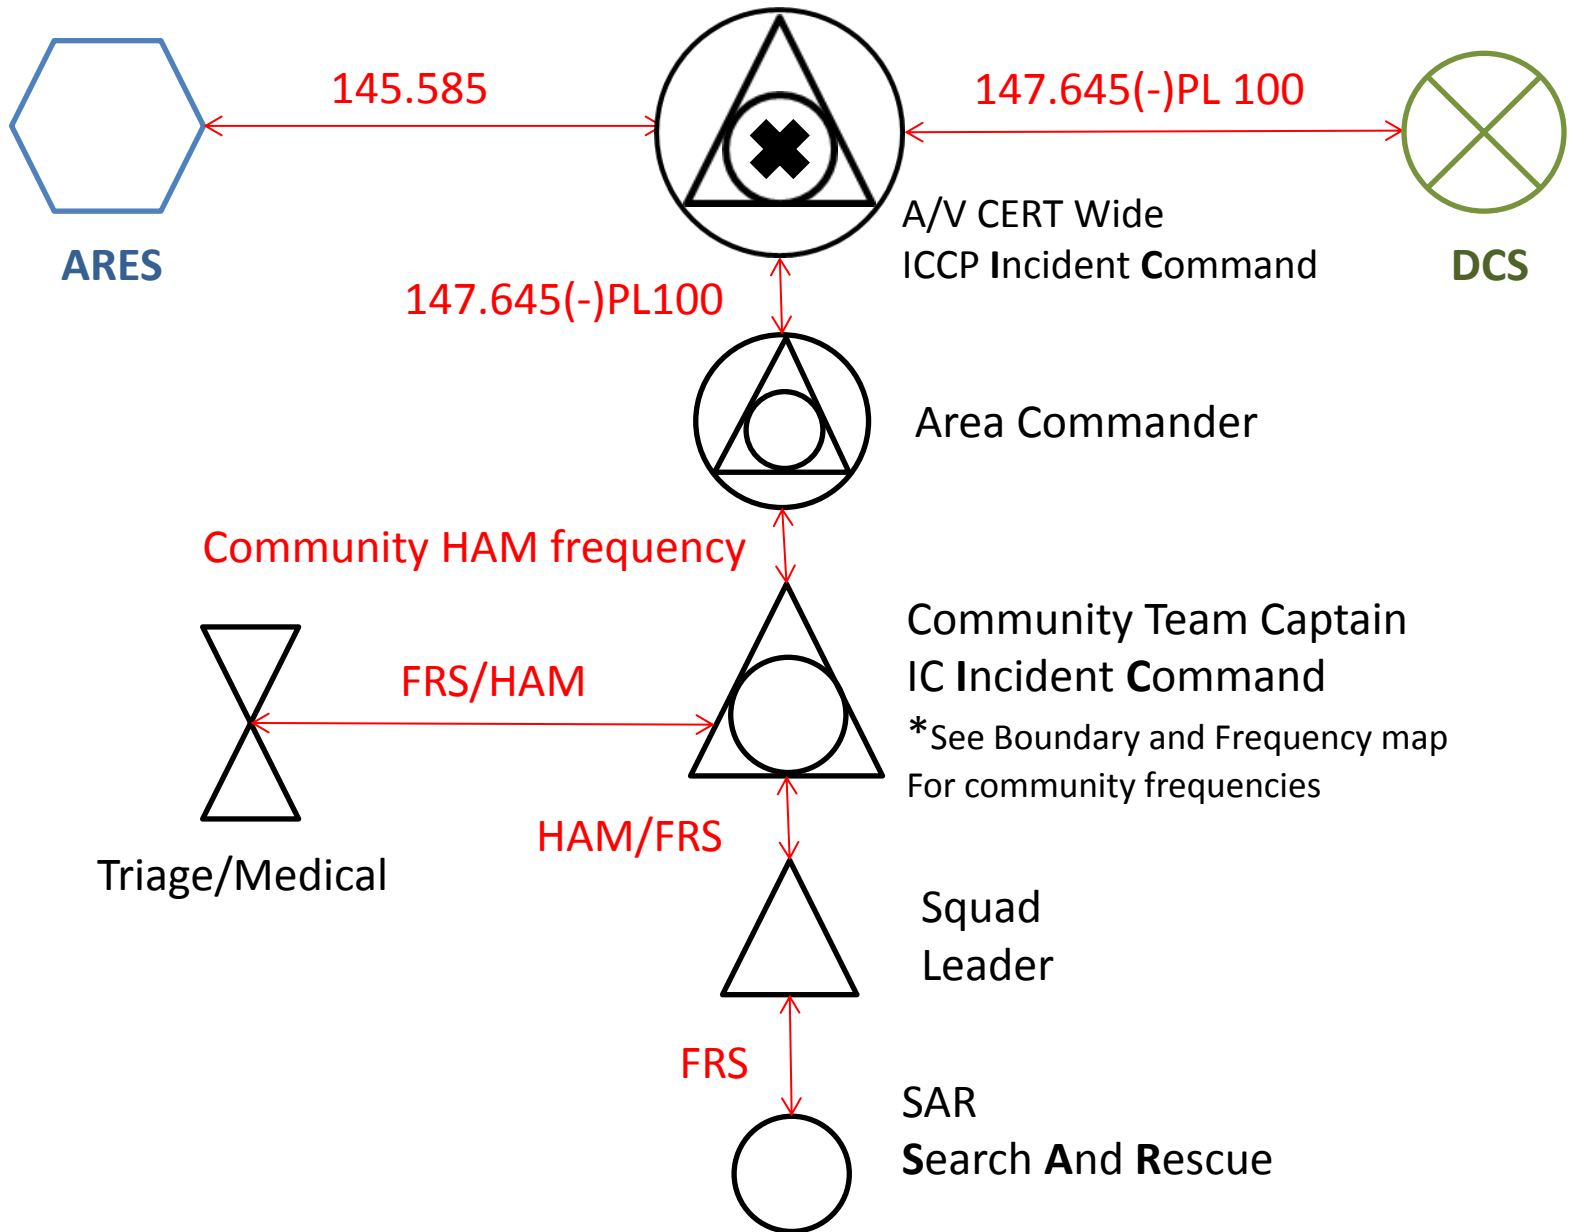 145.585
147.645(-)PL 100
ARES
A/V CERT Wide
ICCP Incident Command
DCS
147.645(-)PL100
Area Commander
Community HAM frequency
Community Team Captain
IC Incident Command
*See Boundary and Frequency map
For community frequencies
FRS/HAM
HAM/FRS
Triage/Medical
Squad
Leader
FRS
SAR
Search And Rescue